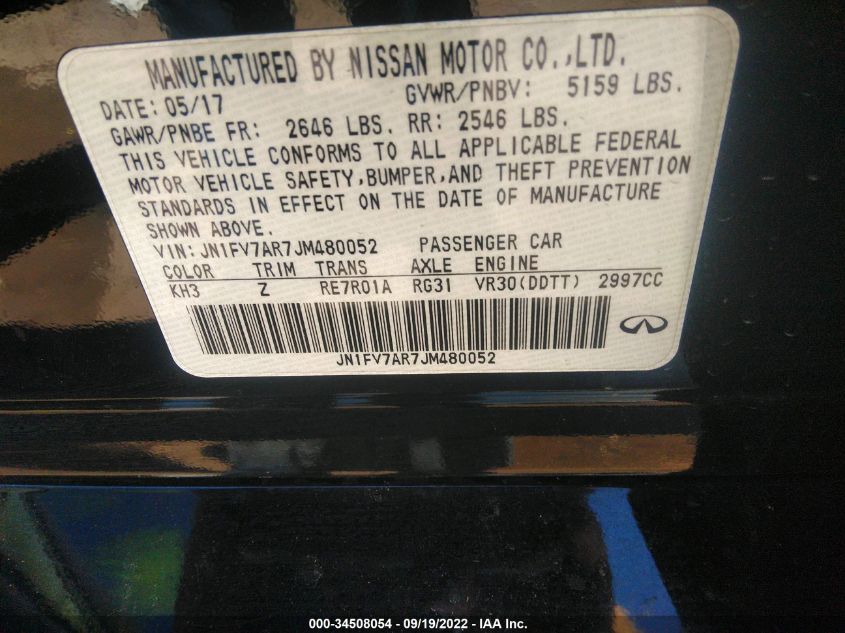 MANUFACTURED BY NISSAN MOTOR CO.,LTD.
DATE: 05/17 GVWR/PNBV: 5159 LBS.
GAWR/PNBE FR: 2646 LBS. RR: 2546 LBS.
THIS VEHICLE CONFORMS TO ALL APPLICABLE FEDERAL
MOTOR VEHICLE SAFETY,BUMPER,AND THEFT PREVENTION
STANDARDS IN EFFECT ON THE DATE OF MANUFACTURE
SHOWN ABOVE.
VIN:JN1FV7AR7JM480052 PASSENGER CAR
COLOR TRIM TRANS AXLE ENGINE
KH3 Z RE7R01A RG31 VR30(DDTT) 2997CC
JN1FV7AR7JM480052
000-34508054 - 09/19/2022 - IAA Inc.